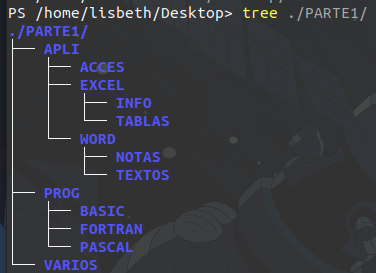 PS /home/lisbeth/Desktop> tree ./PARTE1/
./PARTE1/
├── APLI
│   ├── ACCES
│   ├── EXCEL
│   │   ├── INFO
│   │   └── TABLAS
│   └── WORD
│       ├── NOTAS
│       └── TEXTOS
├── PROG
│   ├── BASIC
│   ├── FORTRAN
│   └── PASCAL
└── VARIOS